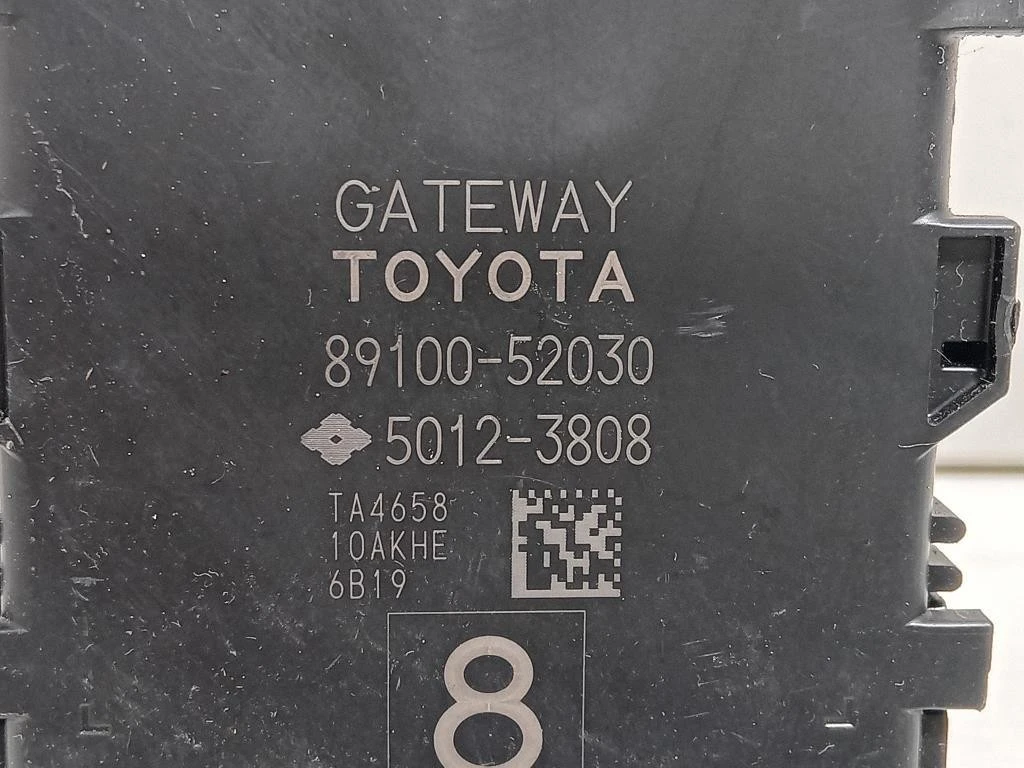 GATEWAY
TOYOTA
89100-52030
5012-3808
TA4658
10AKHE
6B19
8